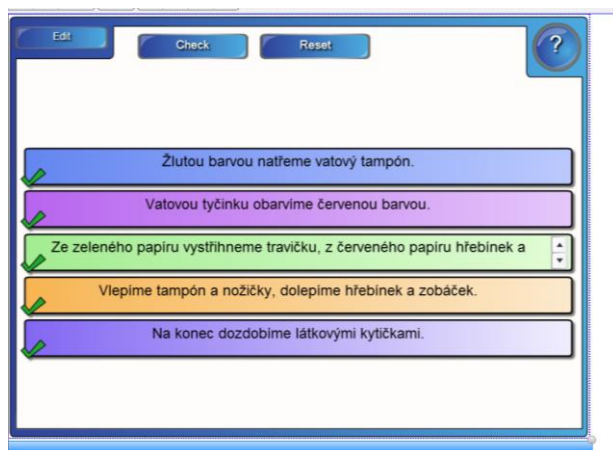 Edit
Check
Reset
?
Žlutou barvou natřeme vatový tampón.
Vatovou tyčinku obarvíme červenou barvou.
Ze zeleného papíru vystřihneme travičku, z červeného papíru hřebínek a
Vlepíme tampón a nožičky, dolepíme hřebínek a zobáček.
Na konec dozdobíme látkovými kytičkami.